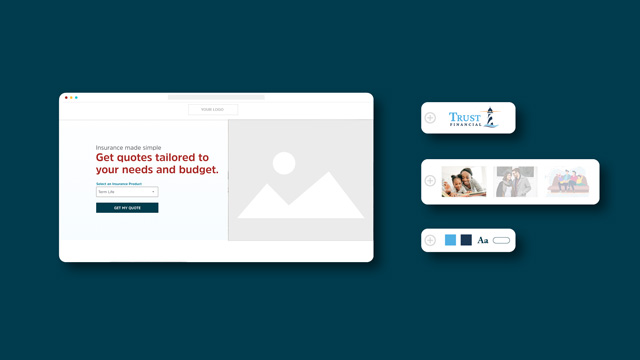 YOUR LOGO
Insurance made simple
Get quotes tailored to
your needs and budget.
Select an Insurance Product:
Term Life
GET MY QUOTE
TRUST
FINANCIAL
Aa